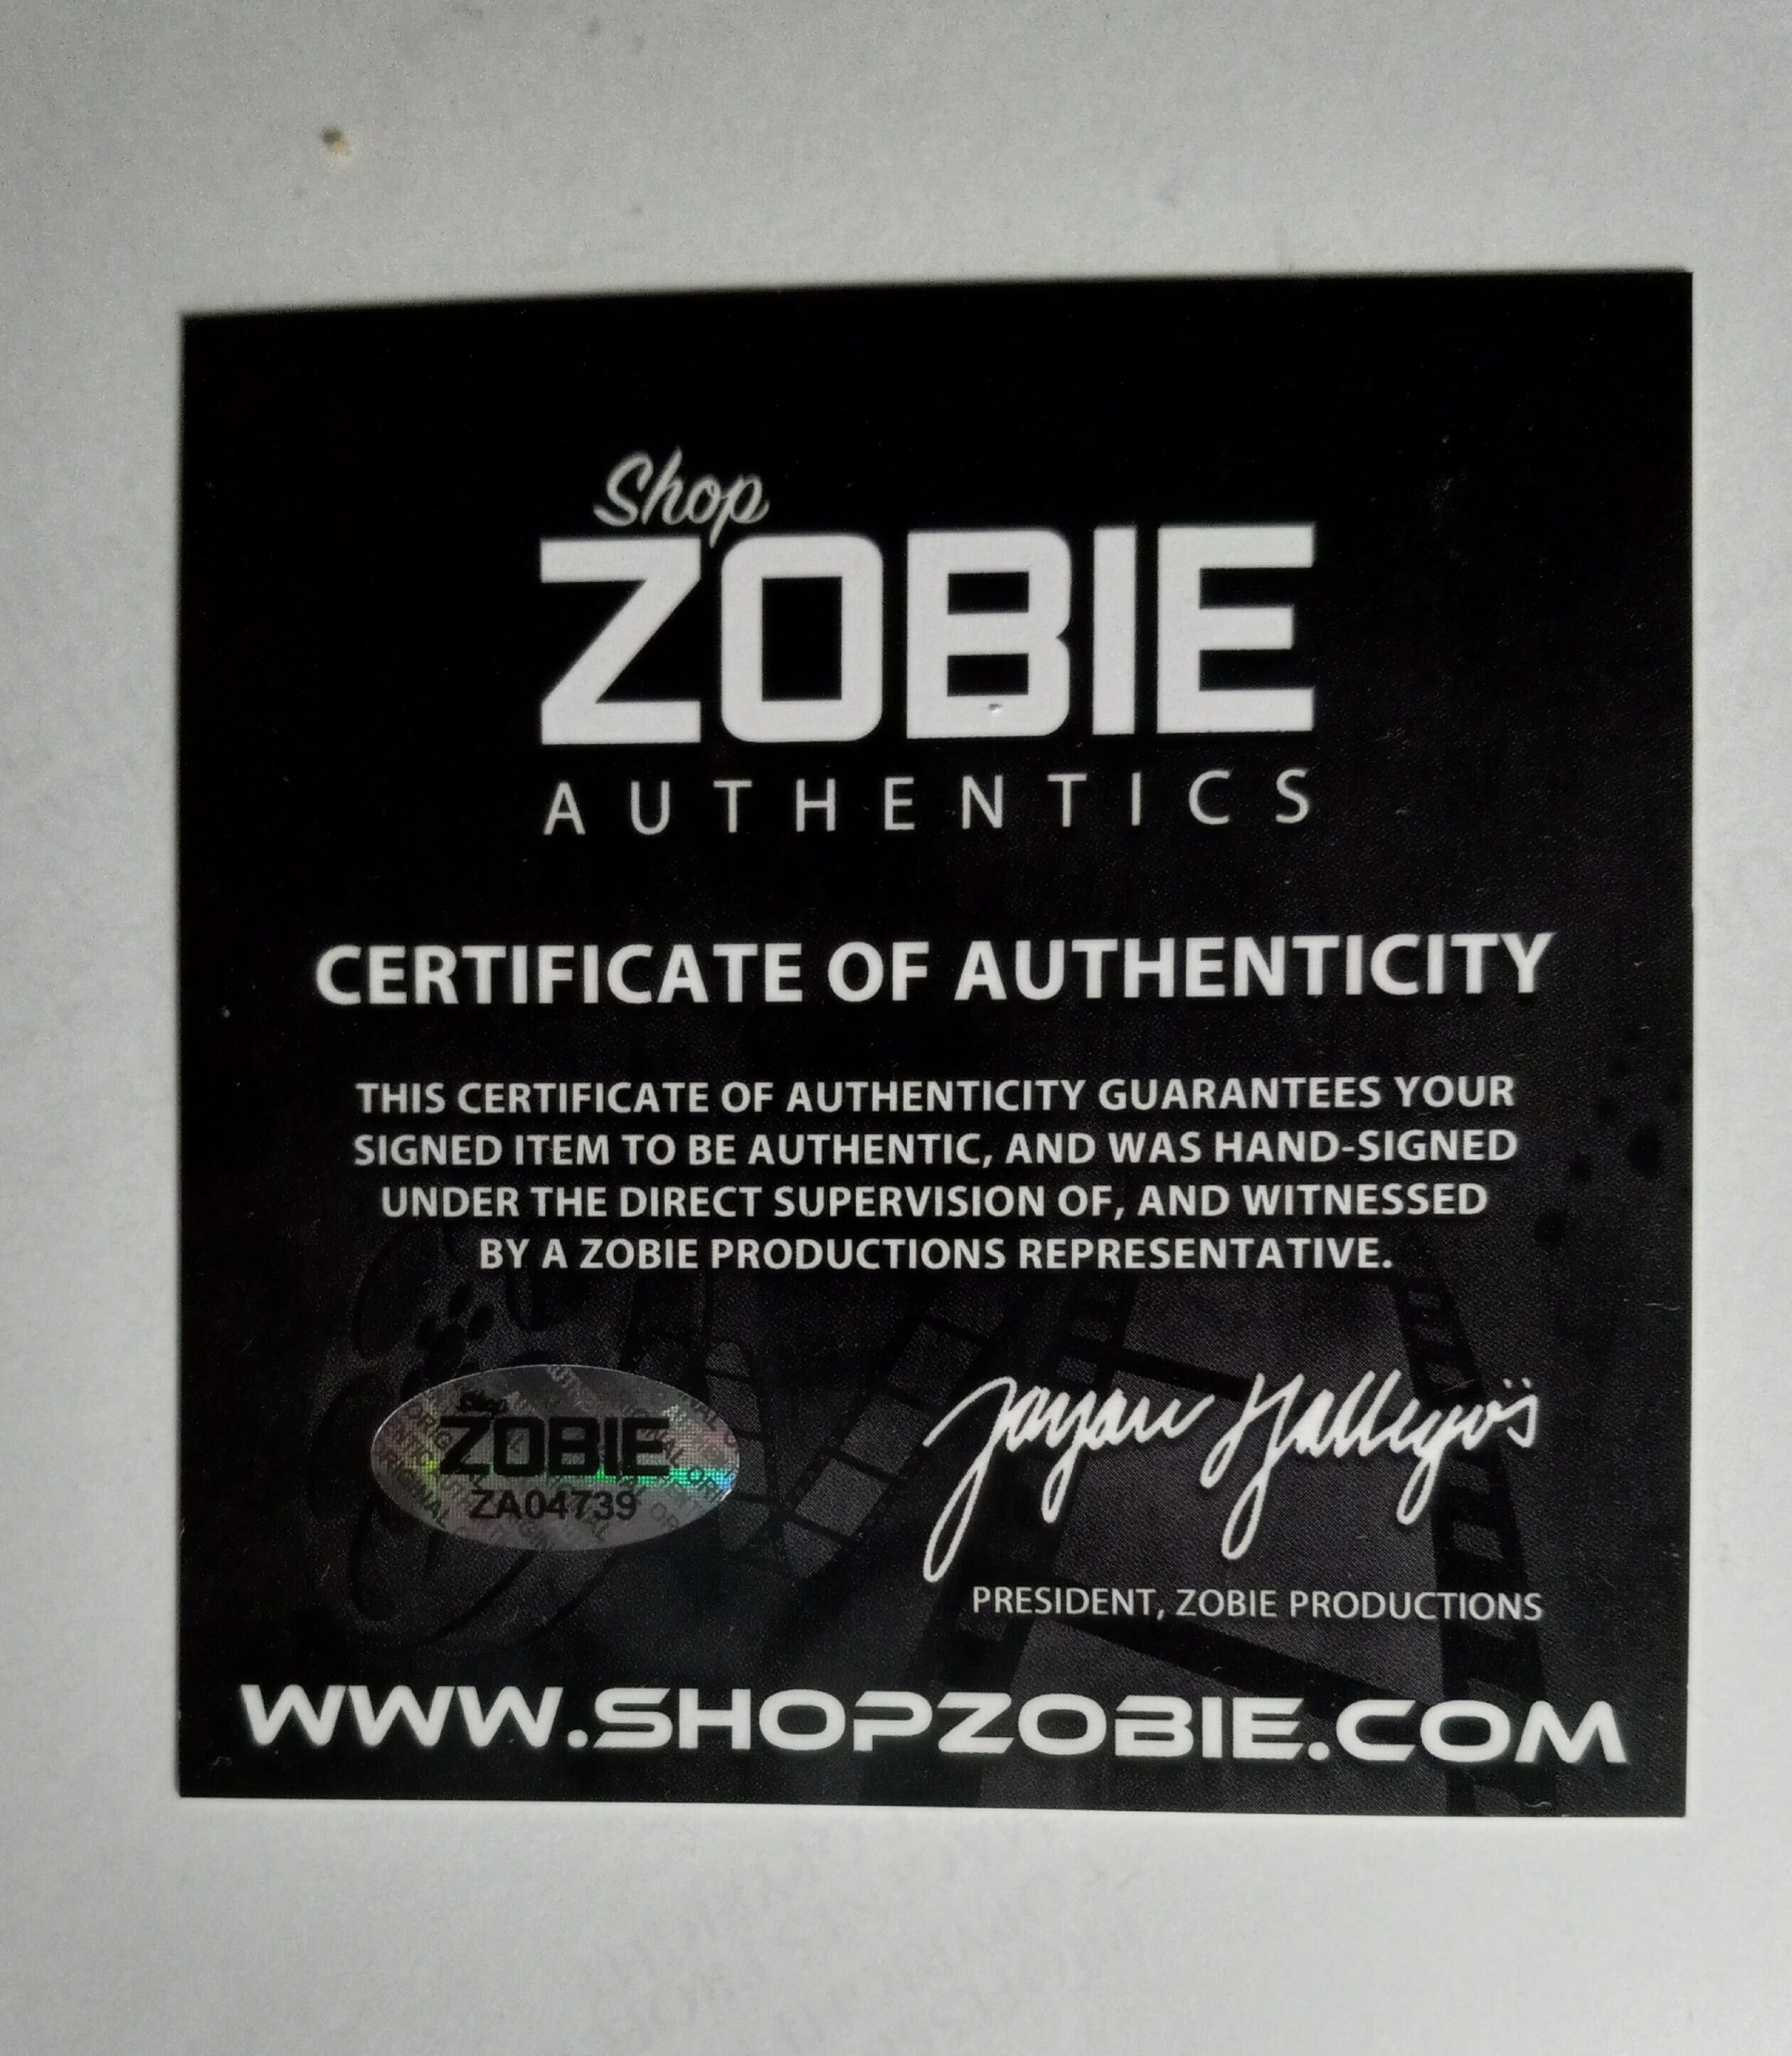 Shop
ZOBIE
AUTHENTICS
CERTIFICATE OF AUTHENTICITY
THIS CERTIFICATE OF AUTHENTICITY GUARANTEES YOUR
SIGNED ITEM TO BE AUTHENTIC, AND WAS HAND-SIGNED
UNDER THE DIRECT SUPERVISION OF, AND WITNESSED
BY A ZOBIE PRODUCTIONS REPRESENTATIVE.
Shop
ZOBIE
ZA04739
PRESIDENT, ZOBIE PRODUCTIONS
WWW.SHOPZOBIE.COM